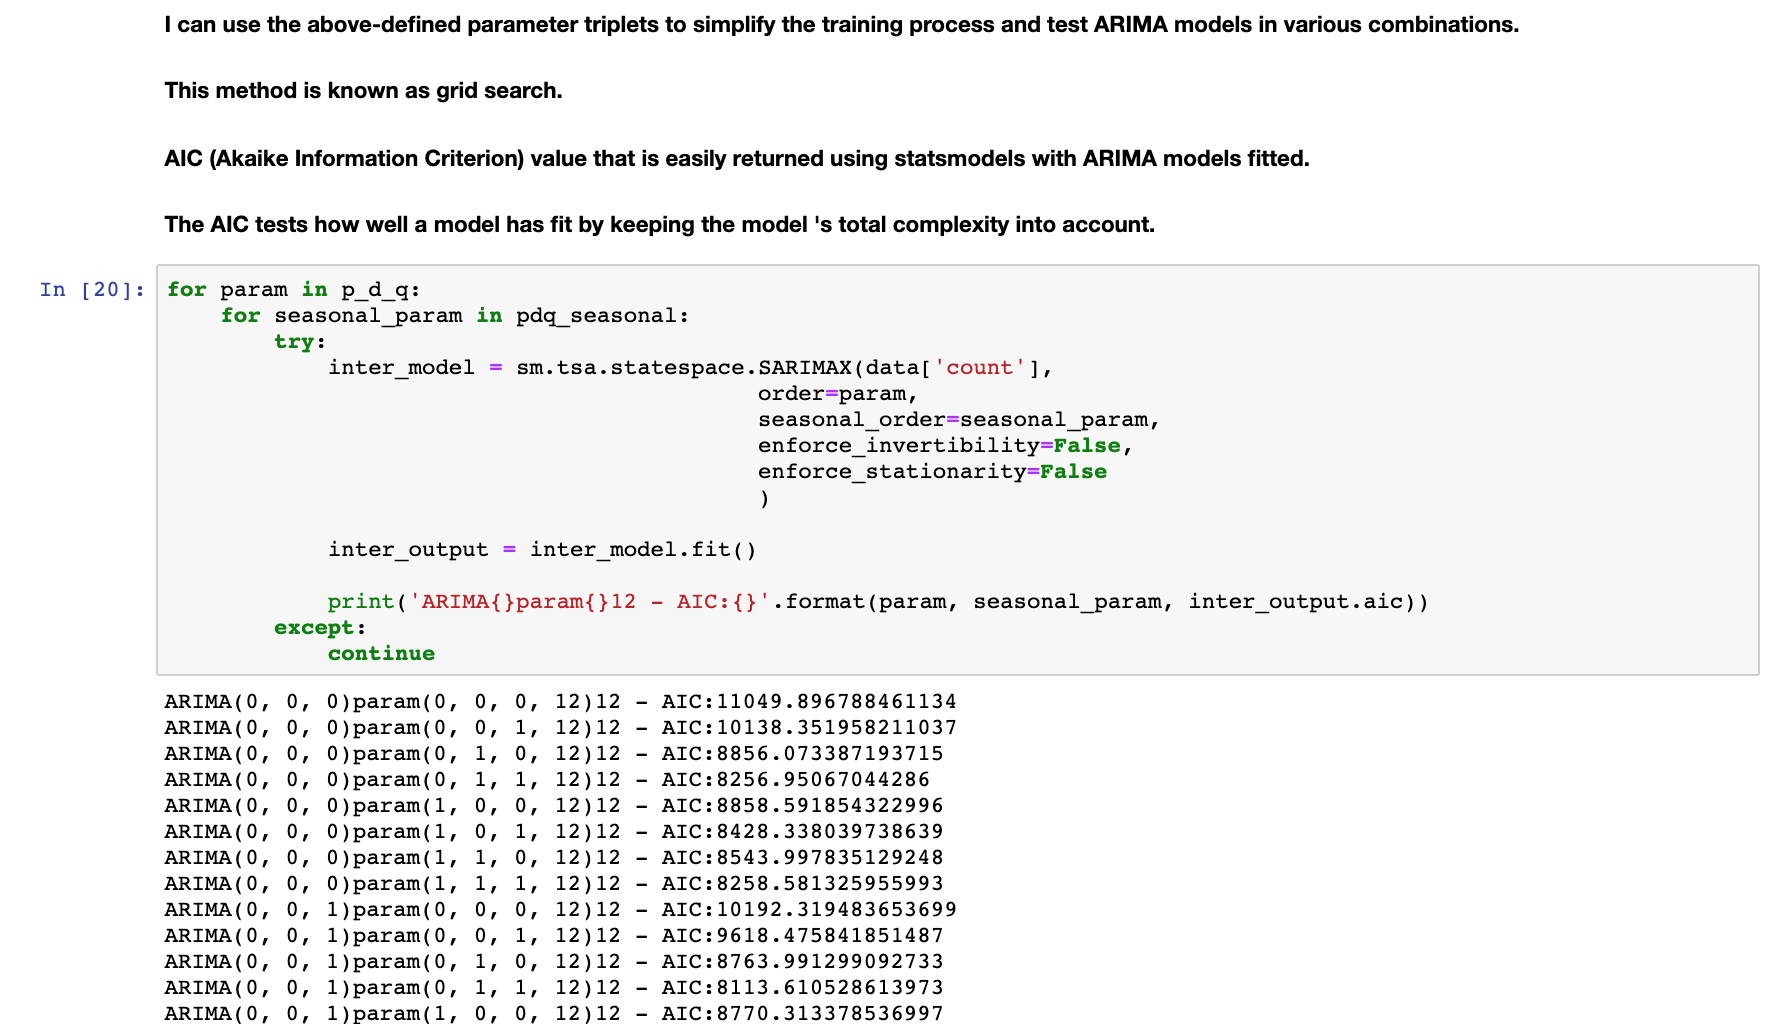 I can use the above-defined parameter triplets to simplify the training process and test ARIMA models in various combinations.
This method is known as grid search.
AIC (Akaike Information Criterion) value that is easily returned using statsmodels with ARIMA models fitted.
The AIC tests how well a model has fit by keeping the model 's total complexity into account.
In [20]: for param in p_d_q:
    for seasonal_param in pdq_seasonal:
        try:
            inter_model = sm.tsa.statespace.SARIMAX(data['count'],
                                            order=param,
                                            seasonal_order=seasonal_param,
                                            enforce_invertibility=False,
                                            enforce_stationarity=False
                                            )
            inter_output = inter_model.fit()
            print('ARIMA{}param{}12 - AIC:{}'.format(param, seasonal_param, inter_output.aic))
        except:
            continue
ARIMA(0, 0, 0)param(0, 0, 0, 12)12 - AIC:11049.896788461134
ARIMA(0, 0, 0)param(0, 0, 1, 12)12 - AIC:10138.351958211037
ARIMA(0, 0, 0)param(0, 1, 0, 12)12 - AIC:8856.073387193715
ARIMA(0, 0, 0)param(0, 1, 1, 12)12 - AIC:8256.95067044286
ARIMA(0, 0, 0)param(1, 0, 0, 12)12 - AIC:8858.591854322996
ARIMA(0, 0, 0)param(1, 0, 1, 12)12 - AIC:8428.338039738639
ARIMA(0, 0, 0)param(1, 1, 0, 12)12 - AIC:8543.997835129248
ARIMA(0, 0, 0)param(1, 1, 1, 12)12 - AIC:8258.581325955993
ARIMA(0, 0, 1)param(0, 0, 0, 12)12 - AIC:10192.319483653699
ARIMA(0, 0, 1)param(0, 0, 1, 12)12 - AIC:9618.475841851487
ARIMA(0, 0, 1)param(0, 1, 0, 12)12 - AIC:8763.991299092733
ARIMA(0, 0, 1)param(0, 1, 1, 12)12 - AIC:8113.610528613973
ARIMA(0, 0, 1)param(1, 0, 0, 12)12 - AIC:8770.313378536997